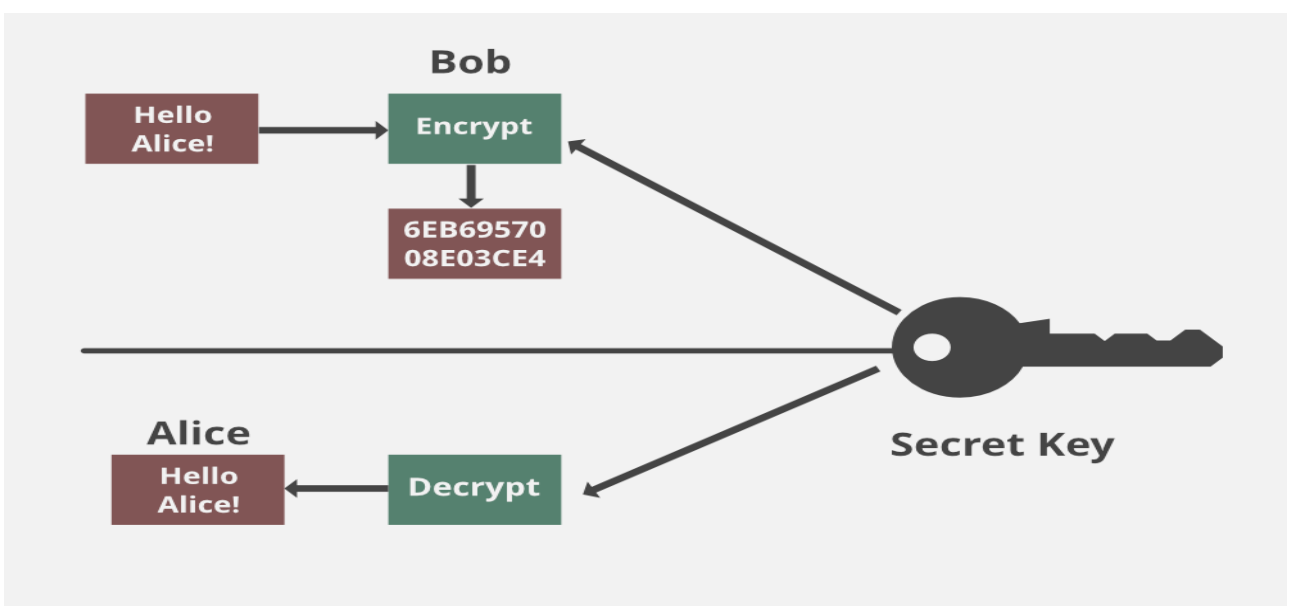 Bob
Hello
Alice!
Encrypt
6EB69570
08E03CE4
Alice
Hello
Alice!
Decrypt
Secret Key